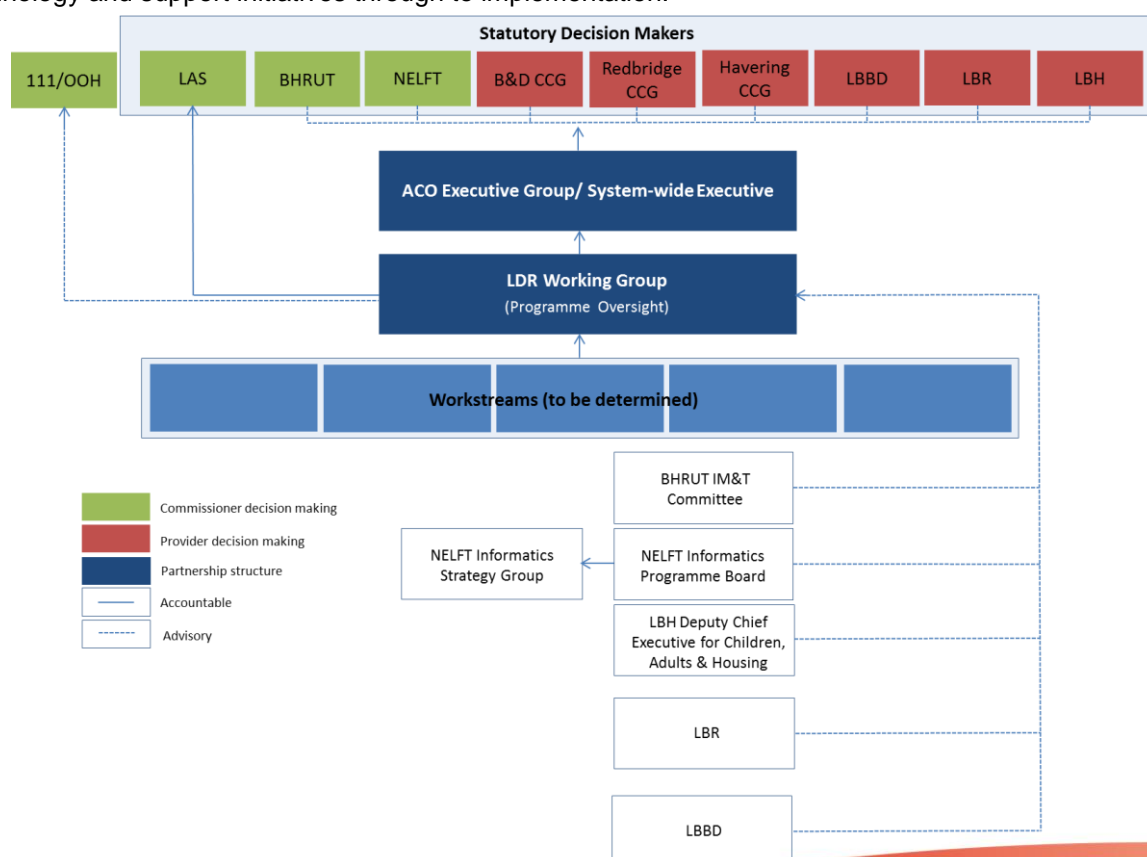 Statutory Decision Makers
111/OOH
LAS
BHRUT
NELFT
B&D CCG
Redbridge
CCG
Havering
CCG
LBBD
LBR
LBH
ACO Executive Group/ System-wide Executive
LDR Working Group
(Programme Oversight)
Workstreams (to be determined)
BHRUT IM&T
Committee
Commissioner decision making
Provider decision making
Partnership structure
Accountable
Advisory
NELFT Informatics
Strategy Group
NELFT Informatics
Programme Board
LBH Deputy Chief
Executive for Children,
Adults & Housing
LBR
LBBD